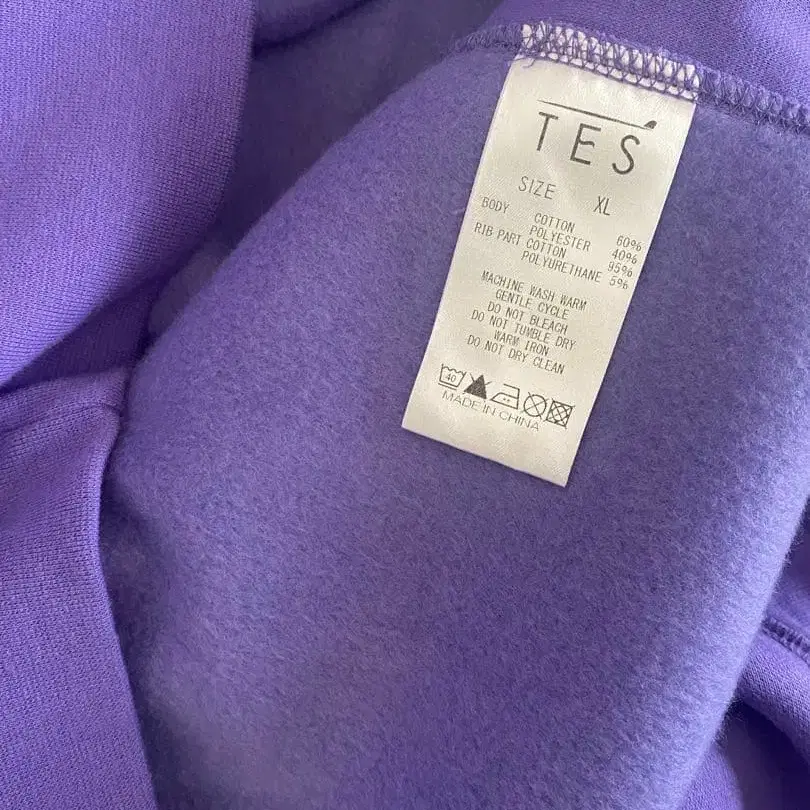 TES
SIZE XL
BODY COTTON 60%
POLYESTER 40%
RIB PART COTTON 95%
POLYURETHANE 5%
MACHINE WASH WARM
GENTLE CYCLE
DO NOT BLEACH
DO NOT TUMBLE DRY
WARM IRON
DO NOT DRY CLEAN
40
MADE IN CHINA